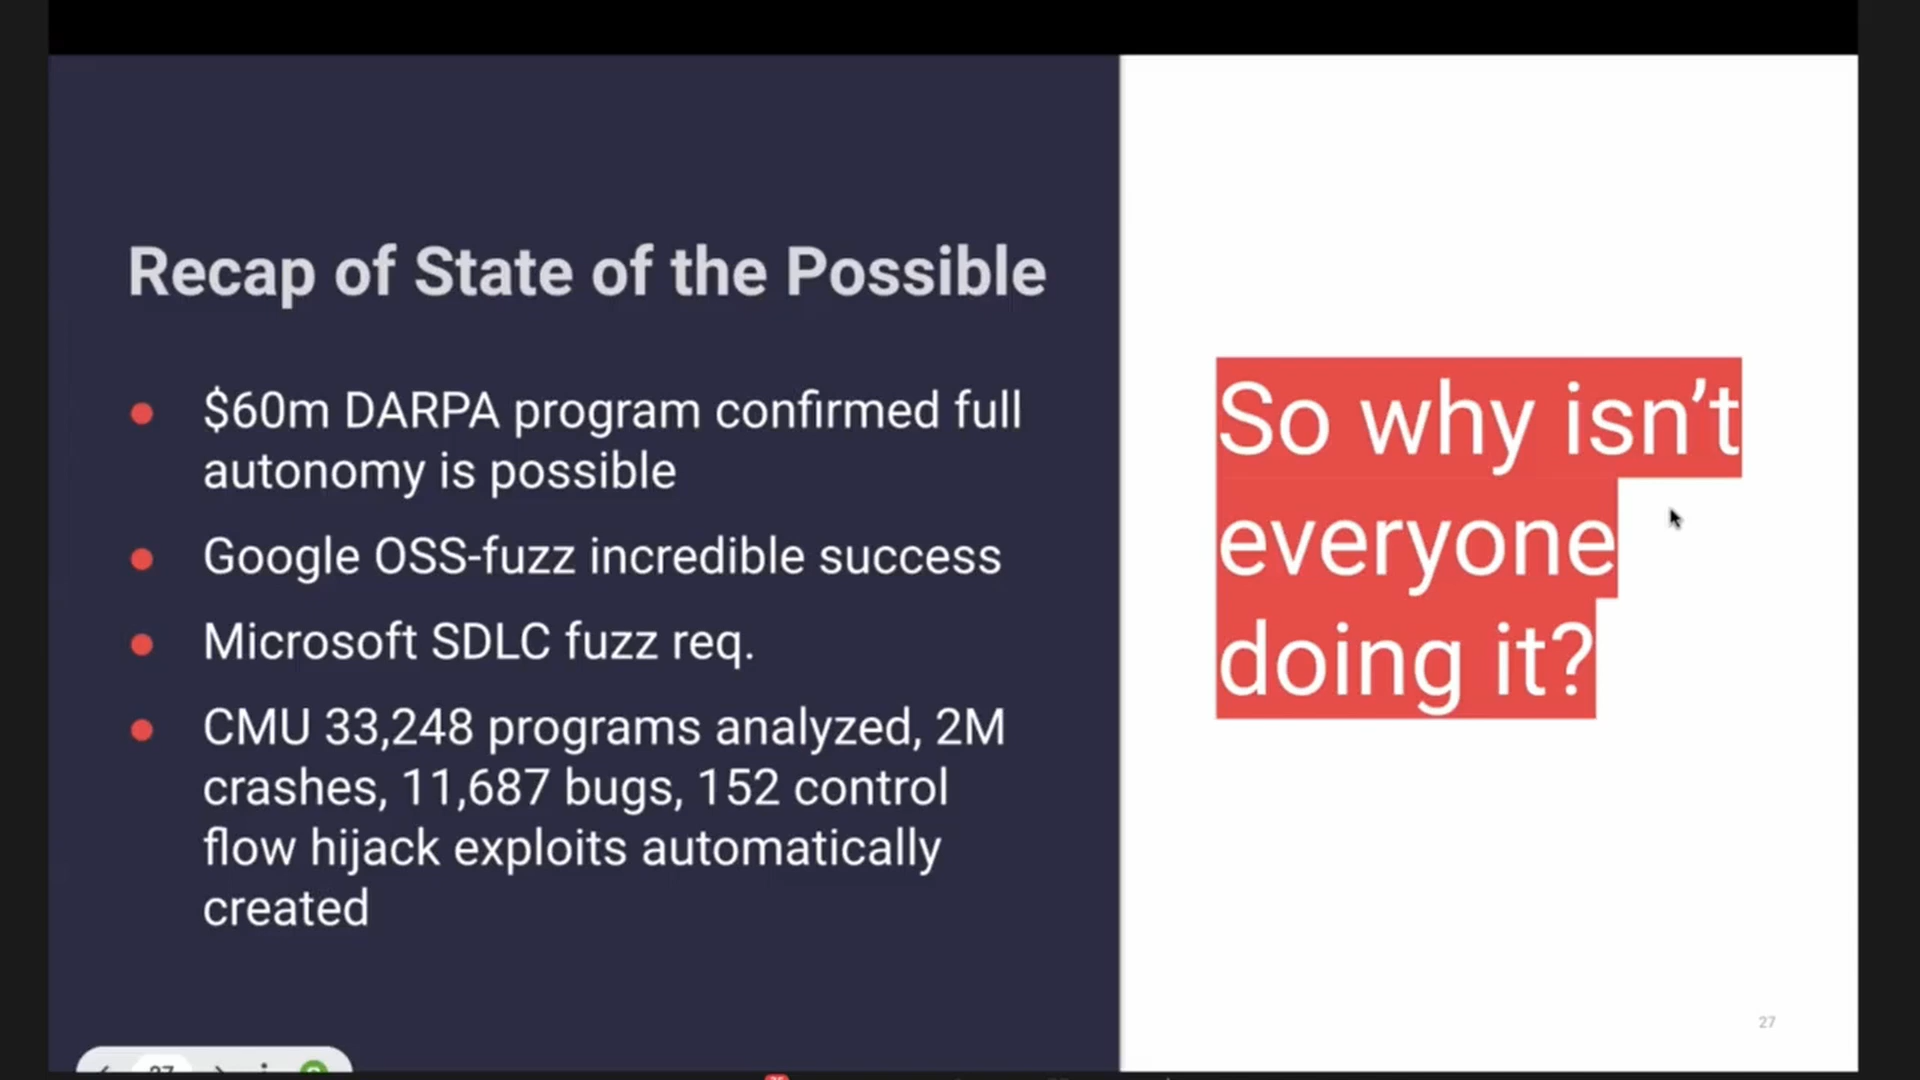 Recap of State of the Possible
$60m DARPA program confirmed full
autonomy is possible
Google OSS-fuzz incredible success
Microsoft SDLC fuzz req.
CMU 33,248 programs analyzed, 2M
crashes, 11,687 bugs, 152 control
flow hijack exploits automatically
created
So why isn’t
everyone
doing it?
27
27